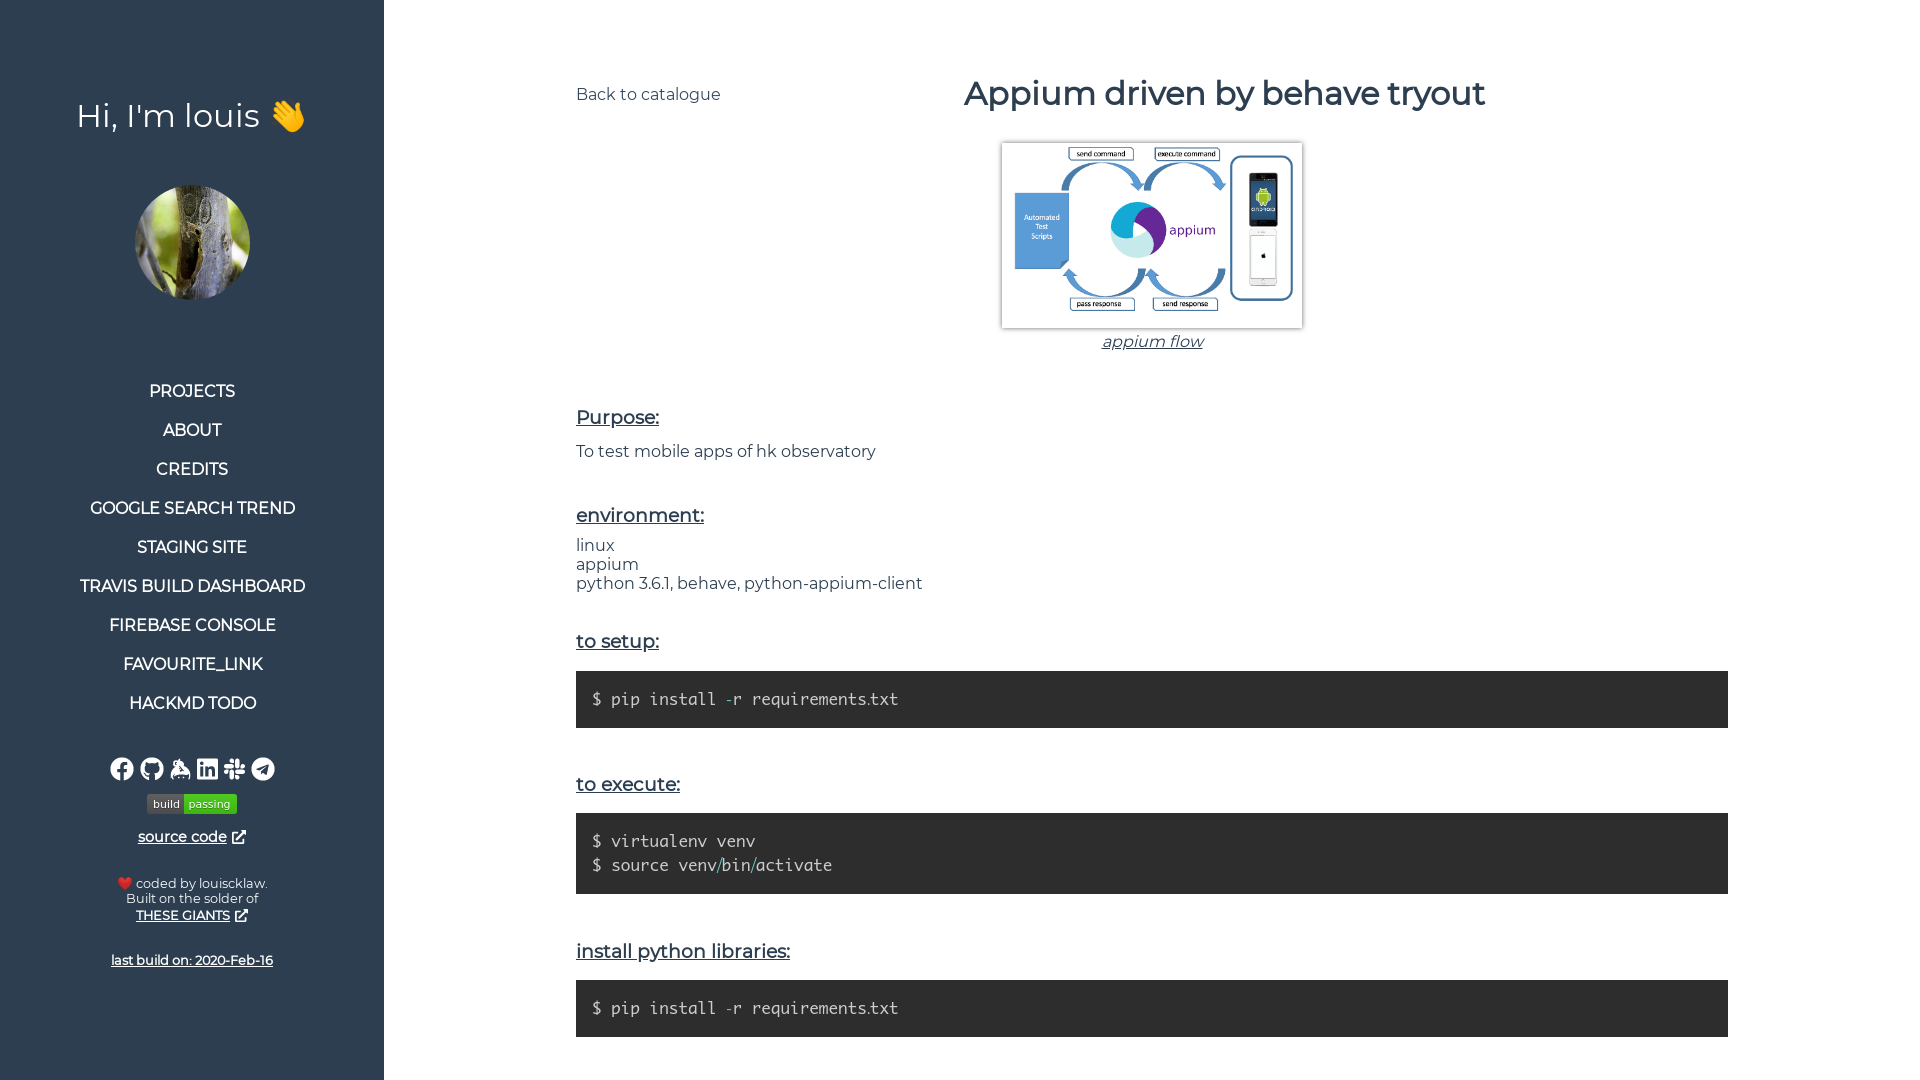 Hi, I'm louis 👋
PROJECTS
ABOUT
CREDITS
GOOGLE SEARCH TREND
STAGING SITE
TRAVIS BUILD DASHBOARD
FIREBASE CONSOLE
FAVOURITE_LINK
HACKMD TODO
build passing
source code
❤️ coded by louiscklaw.
Built on the solder of
THESE GIANTS
last build on: 2020-Feb-16
Back to catalogue
Appium driven by behave tryout
send command
execute command
Automated
Test
Scripts
appium
ANDROID
pass response
send response
appium flow
Purpose:
To test mobile apps of hk observatory
environment:
linux
appium
python 3.6.1, behave, python-appium-client
to setup:
$ pip install -r requirements.txt
to execute:
$ virtualenv venv
$ source venv/bin/activate
install python libraries:
$ pip install -r requirements.txt